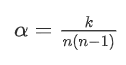 α = k / n(n−1)